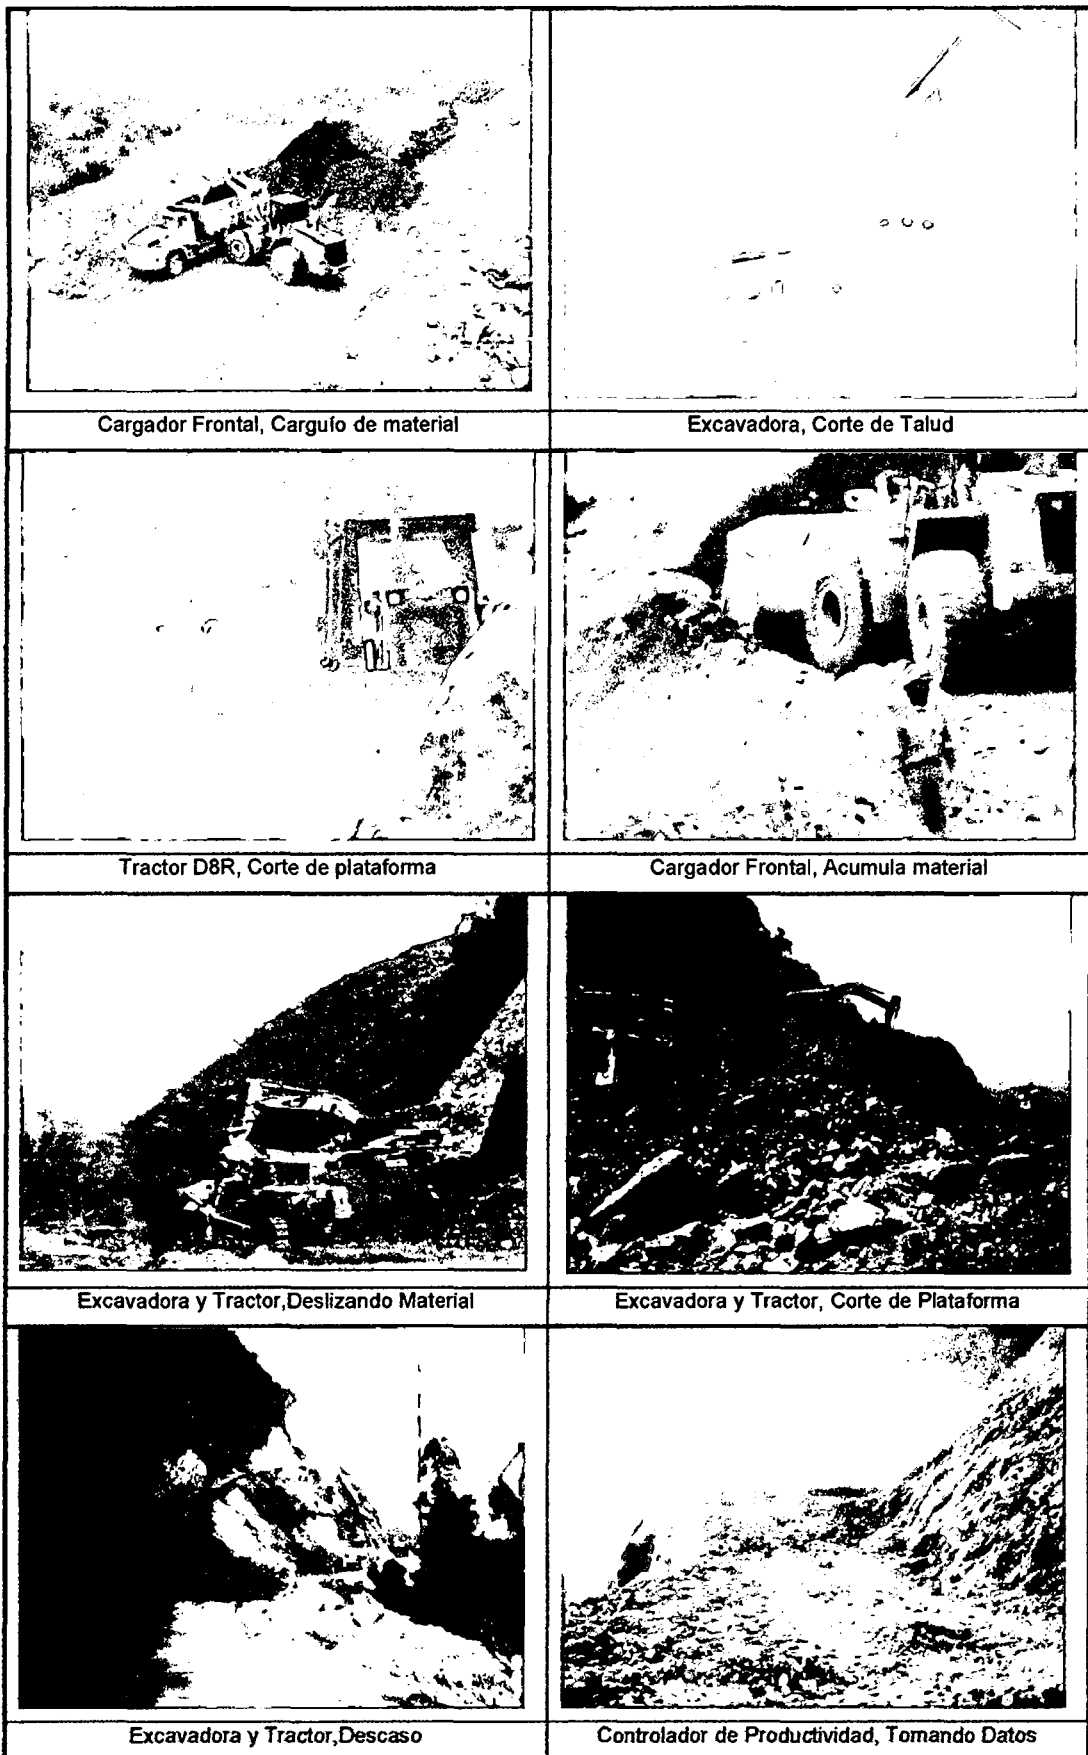 Cargador Frontal, Carguío de material
Excavadora, Corte de Talud
Tractor D8R, Corte de plataforma
Cargador Frontal, Acumula material
Excavadora y Tractor,Deslizando Material
Excavadora y Tractor, Corte de Plataforma
Excavadora y Tractor,Descaso
Controlador de Productividad, Tomando Datos